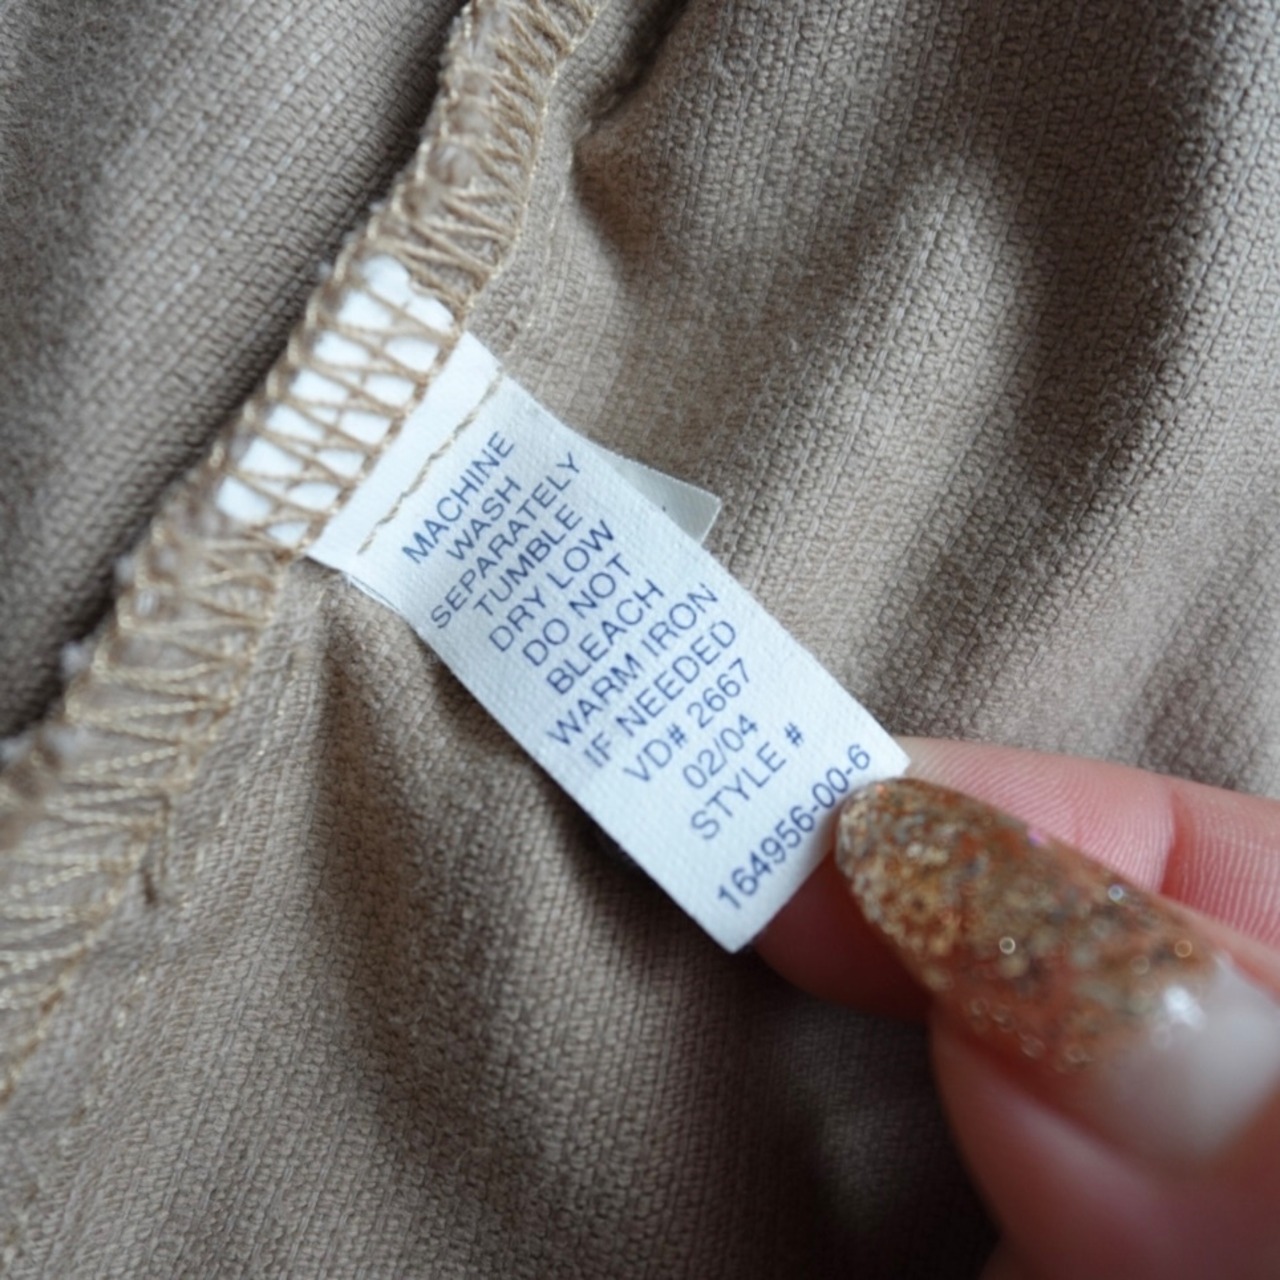 MACHINE
WASH
SEPARATELY
TUMBLE
DRY LOW
DO NOT
BLEACH
WARM IRON
IF NEEDED
VD# 2667
02/04
STYLE #
164956-00-6